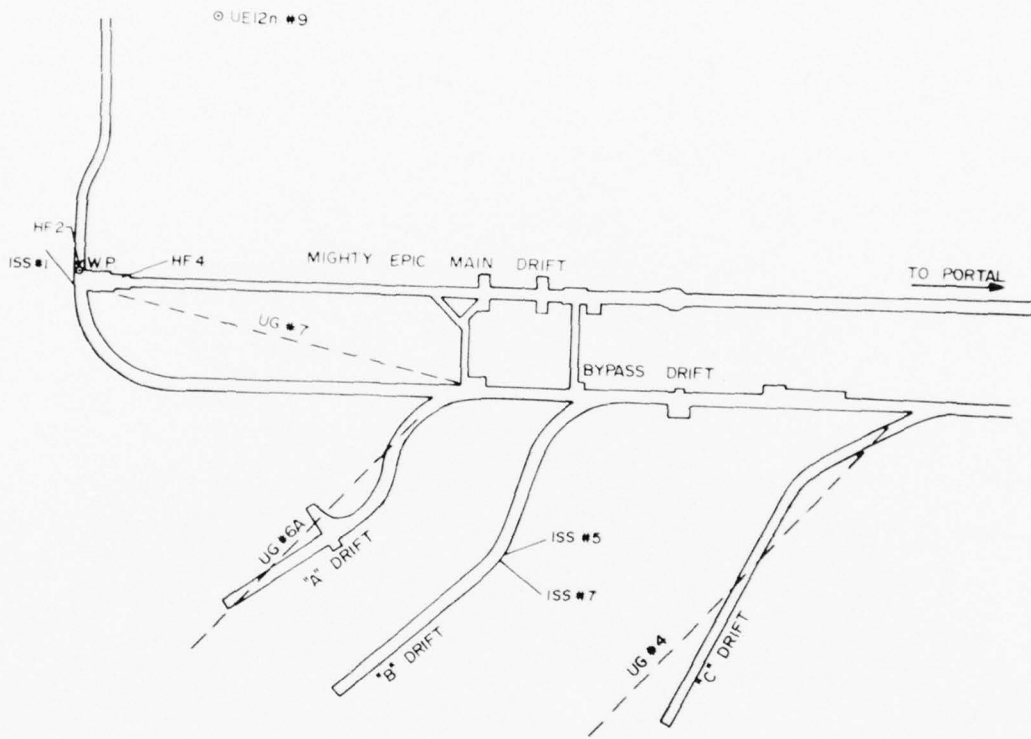 UE12n #9
HF 2
W.P.
HF 4
MIGHTY EPIC MAIN DRIFT
ISS #1
TO PORTAL
UG #7
BYPASS DRIFT
UG #6A
"A" DRIFT
ISS #5
ISS #7
"B" DRIFT
UG #4
"C" DRIFT